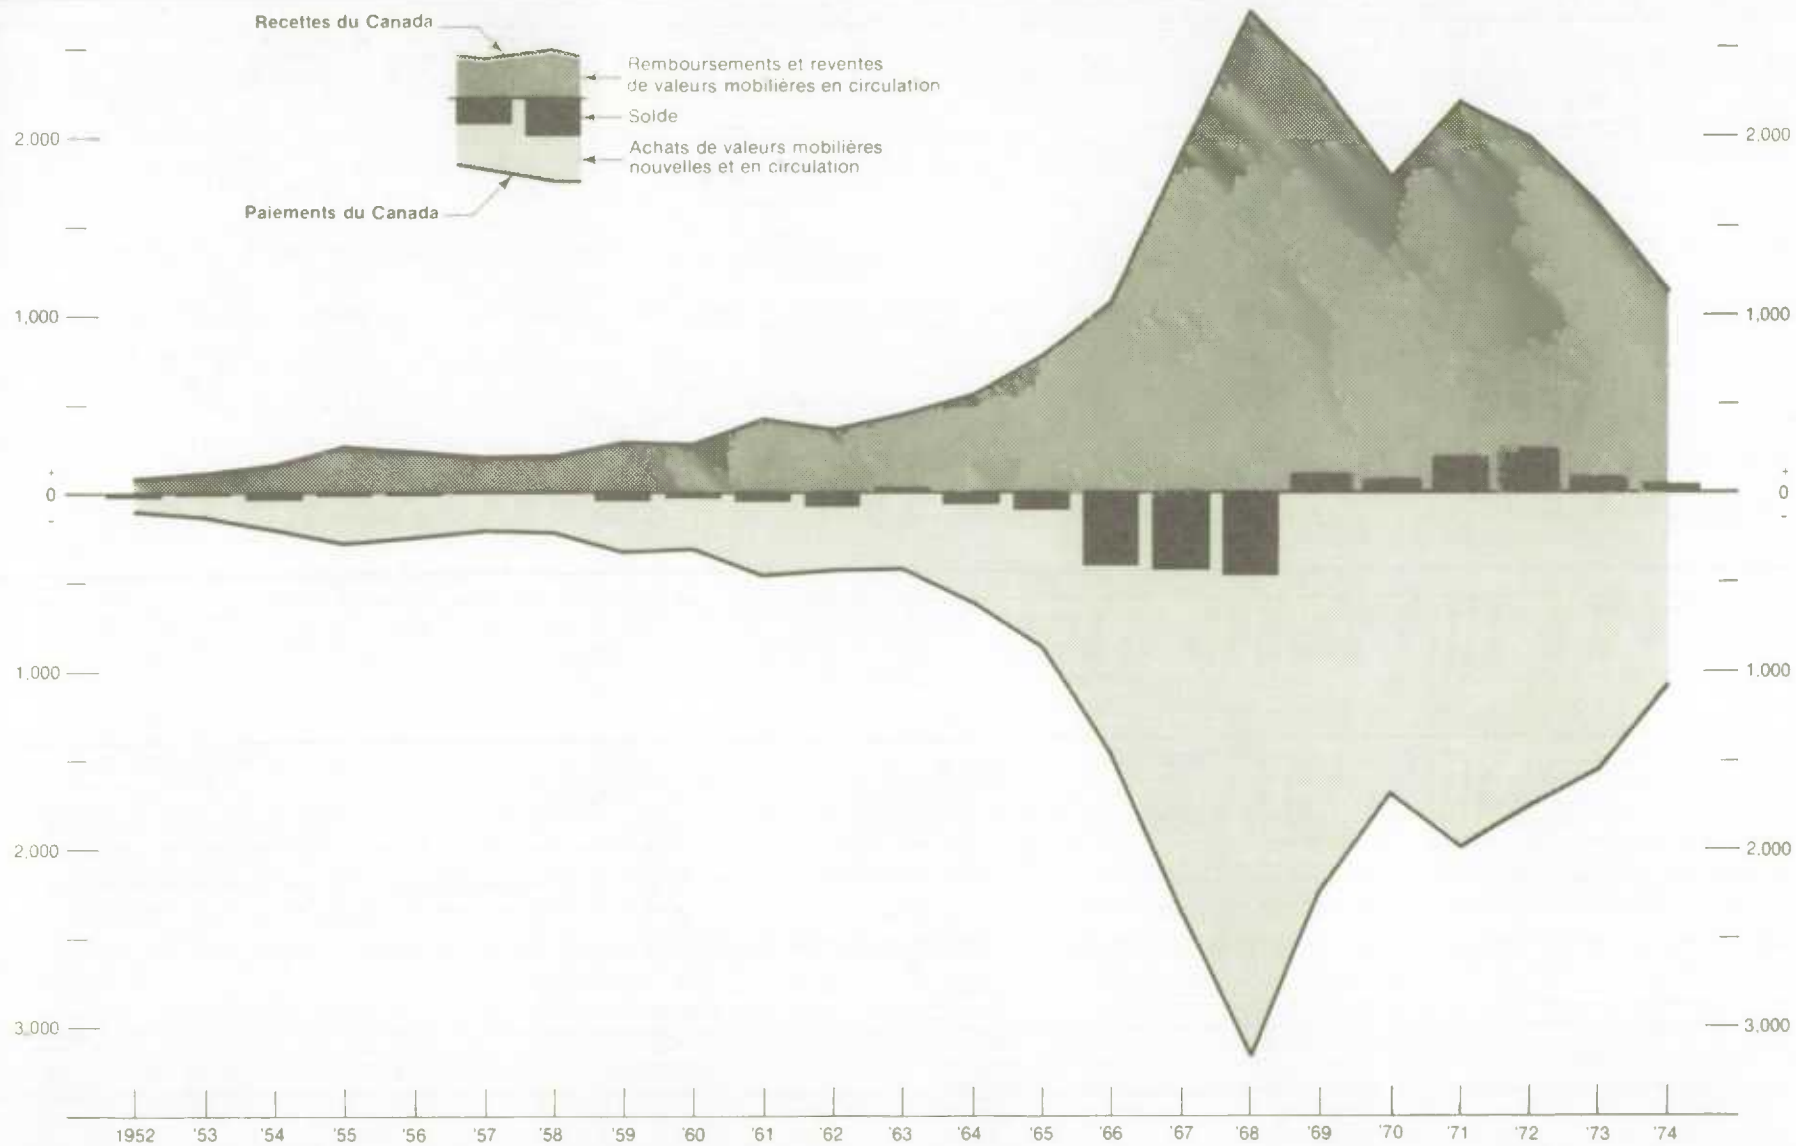 Recettes du Canada
Remboursements et reventes
de valeurs mobilières en circulation
Solde
Achats de valeurs mobilières
nouvelles et en circulation
Paiements du Canada
2.000
1,000
+
0
-
1.000
2,000
3,000
2.000
1,000
+
0
-
1.000
2.000
3,000
1952 '53 '54 '55 '56 '57 '58 '59 '60 '61 '62 '63 '64 '65 '66 '67 '68 '69 '70 '71 '72 '73 '74